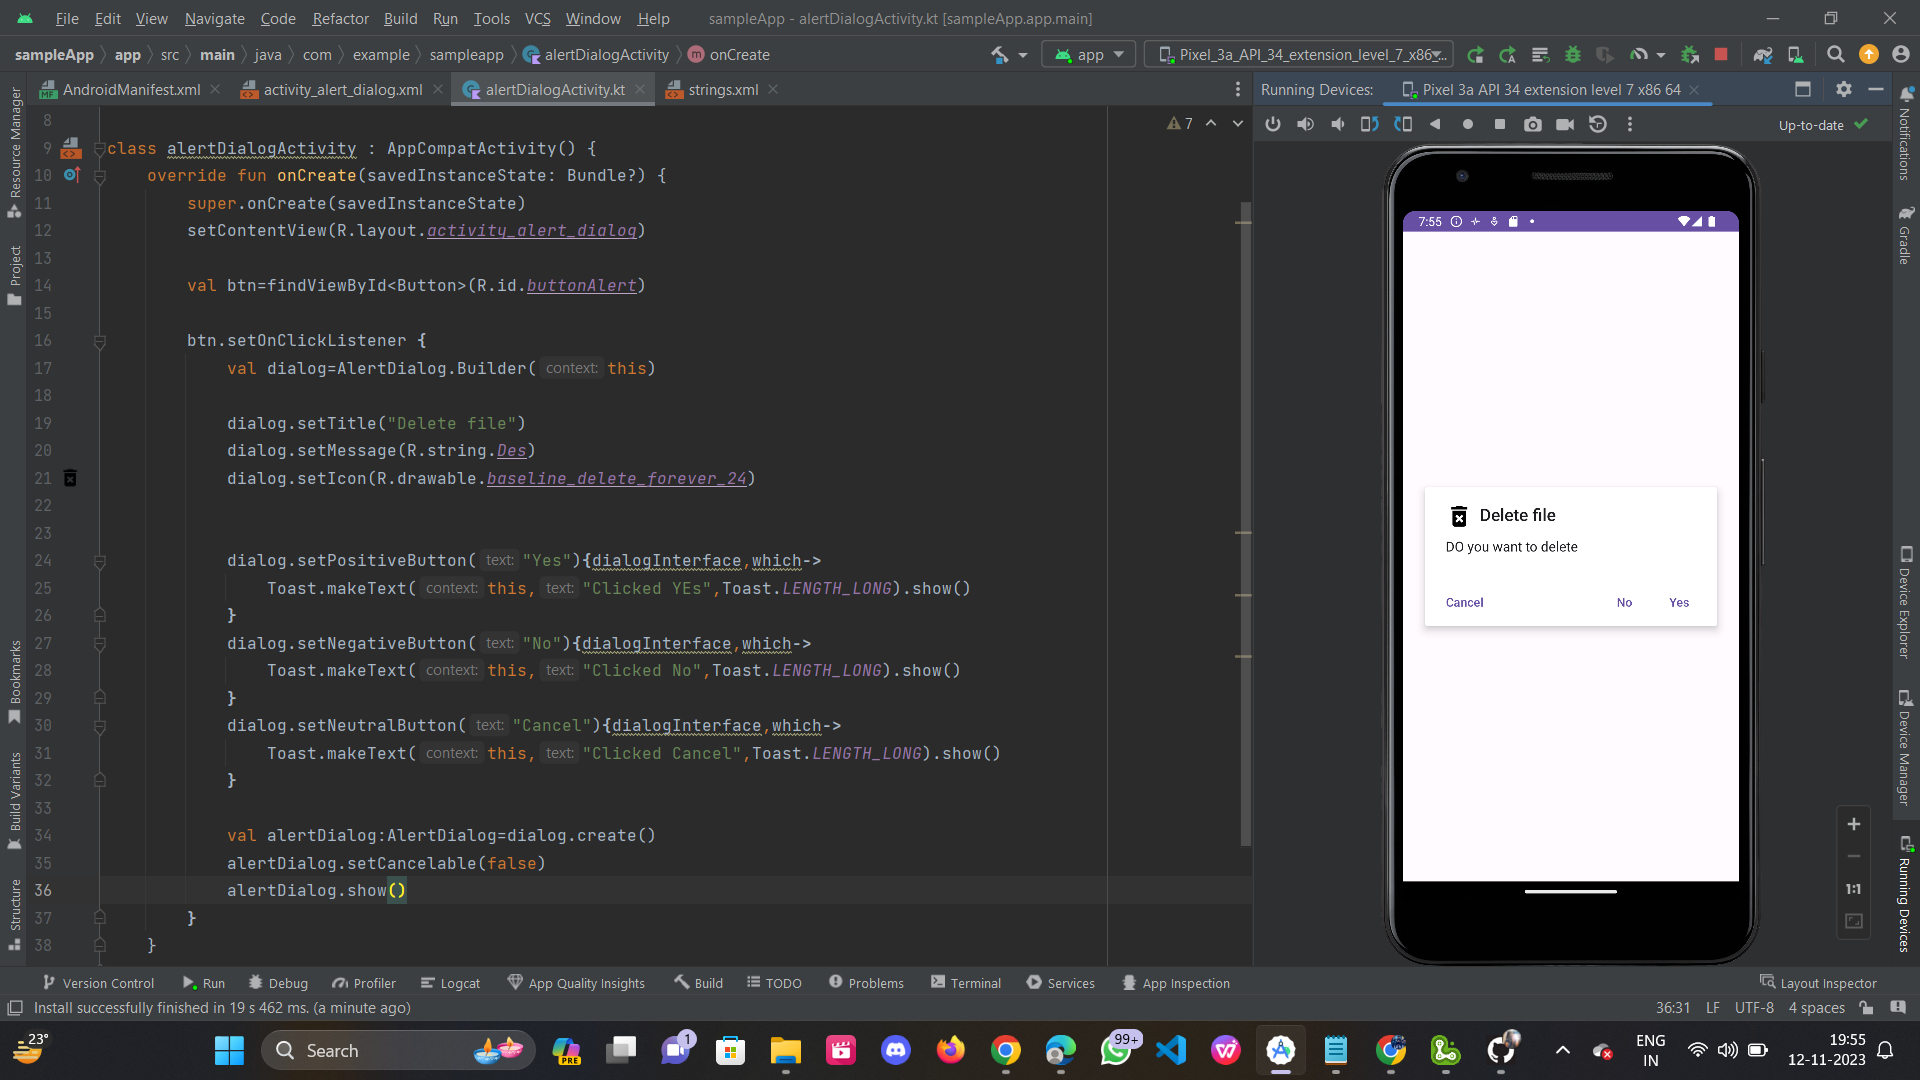 File Edit View Navigate Code Refactor Build Run Tools VCS Window Help sampleApp - alertDialogActivity.kt [sampleApp.app.main]
sampleApp app src main java com example sampleapp alertDialogActivity m onCreate app Pixel_3a_API_34_extension_level_7_x86
AndroidManifest.xml activity_alert_dialog.xml alertDialogActivity.kt strings.xml Running Devices: Pixel 3a API 34 extension level 7 x86 64
Up-to-date
7
8
9 class alertDialogActivity : AppCompatActivity() {
10 override fun onCreate(savedInstanceState: Bundle?) {
11 super.onCreate(savedInstanceState)
12 setContentView(R.layout.activity_alert_dialog)
13
14 val btn=findViewById<Button>(R.id.buttonAlert)
15
16 btn.setOnClickListener {
17 val dialog=AlertDialog.Builder( context: this)
18
19 dialog.setTitle("Delete file")
20 dialog.setMessage(R.string.Des)
21 dialog.setIcon(R.drawable.baseline_delete_forever_24)
22
23
24 dialog.setPositiveButton( text: "Yes"){dialogInterface,which->
25 Toast.makeText( context: this, text: "Clicked YEs",Toast.LENGTH_LONG).show()
26 }
27 dialog.setNegativeButton( text: "No"){dialogInterface,which->
28 Toast.makeText( context: this, text: "Clicked No",Toast.LENGTH_LONG).show()
29 }
30 dialog.setNeutralButton( text: "Cancel"){dialogInterface,which->
31 Toast.makeText( context: this, text: "Clicked Cancel",Toast.LENGTH_LONG).show()
32 }
33
34 val alertDialog:AlertDialog=dialog.create()
35 alertDialog.setCancelable(false)
36 alertDialog.show()
37 }
38 }
Resource Manager
Project
Bookmarks
Build Variants
Structure
7:55
Delete file
DO you want to delete
Cancel No Yes
1:1
Notifications
Gradle
Device Explorer
Device Manager
Running Devices
Version Control Run Debug Profiler Logcat App Quality Insights Build TODO Problems Terminal Services App Inspection Layout Inspector
Install successfully finished in 19 s 462 ms. (a minute ago) 36:31 LF UTF-8 4 spaces
23° Search PRE 1 99+ ENG IN 19:55
12-11-2023